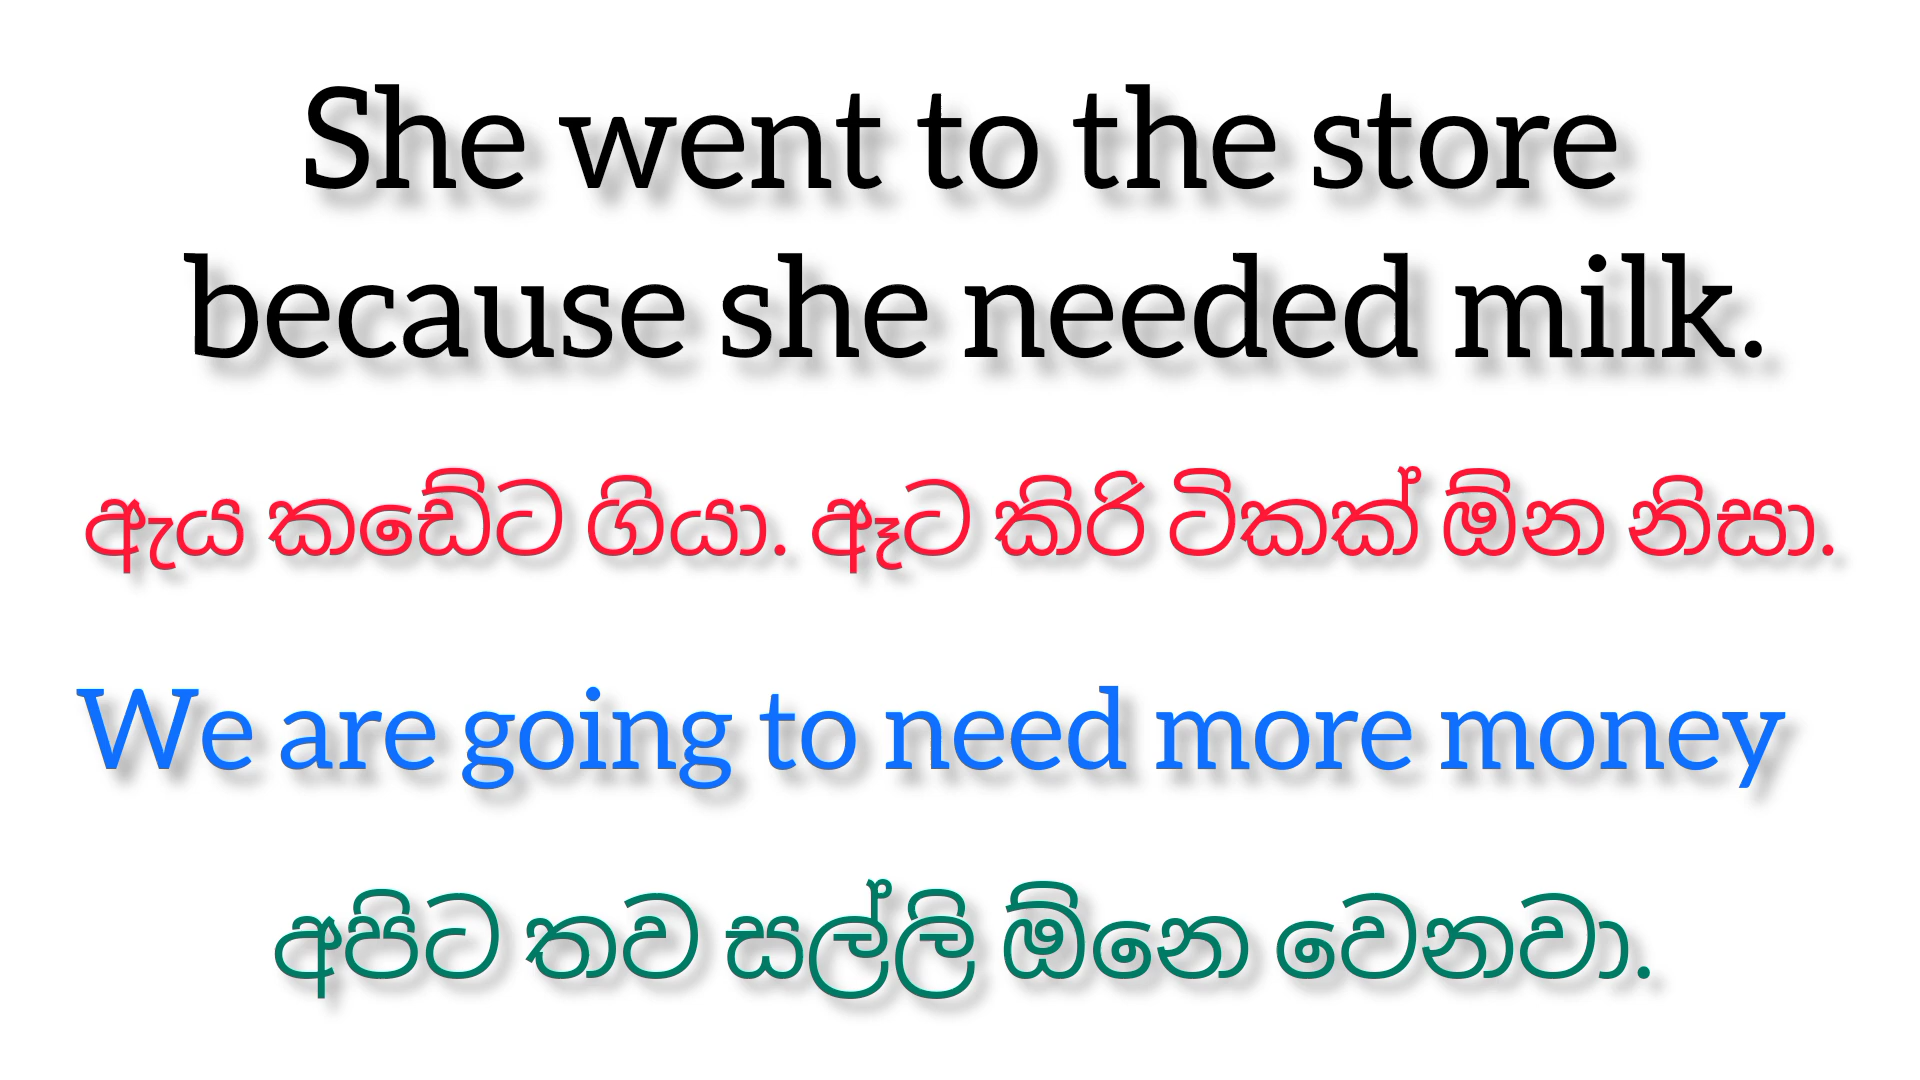 She went to the store
because she needed milk.
ඇය කඩේට ගියා. ඈට කිරි ටිකක් ඕන නිසා.
We are going to need more money
අපිට තව සල්ලි ඕනෙ වෙනවා.